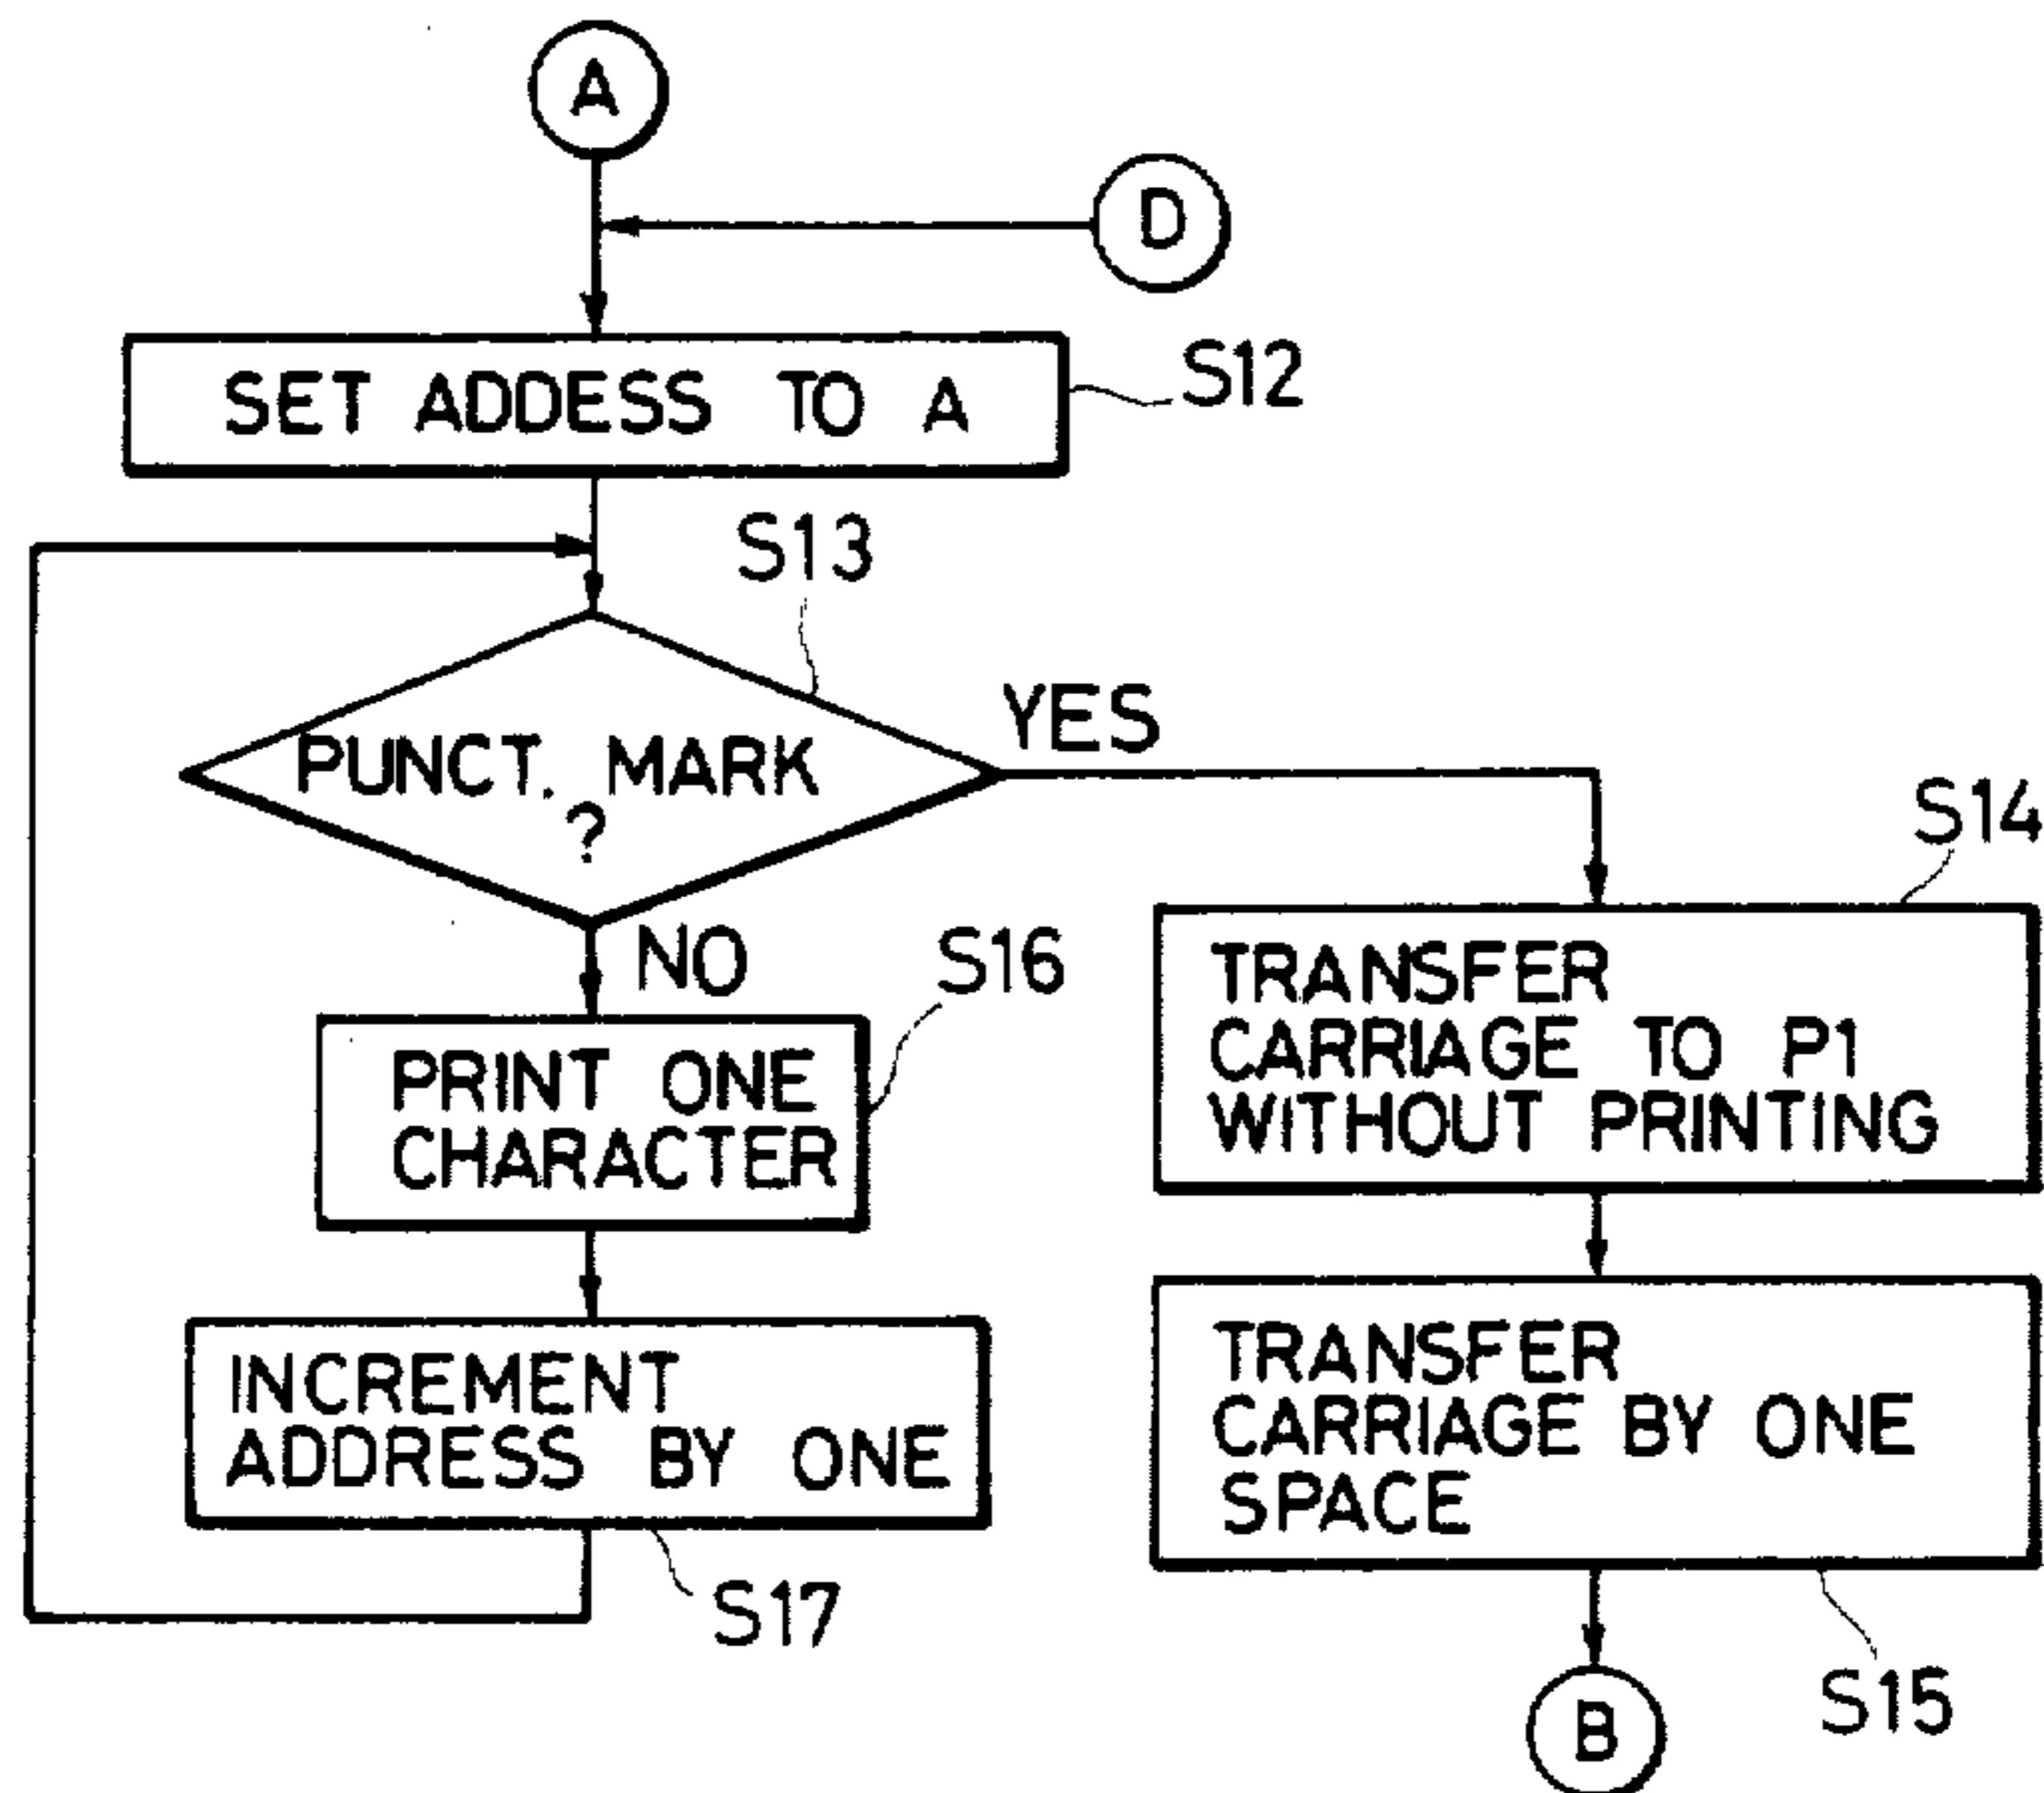 A
D
SET ADDESS TO A
S12
S13
PUNCT. MARK
?
YES
NO
S14
S16
TRANSFER
CARRIAGE TO P1
WITHOUT PRINTING
PRINT ONE
CHARACTER
TRANSFER
CARRIAGE BY ONE
SPACE
INCREMENT
ADDRESS BY ONE
S17
S15
B